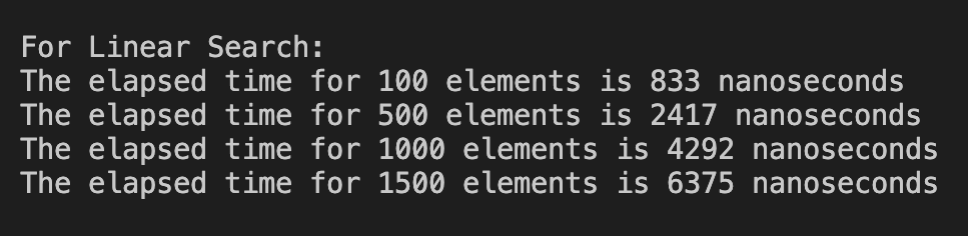 For Linear Search:
The elapsed time for 100 elements is 833 nanoseconds
The elapsed time for 500 elements is 2417 nanoseconds
The elapsed time for 1000 elements is 4292 nanoseconds
The elapsed time for 1500 elements is 6375 nanoseconds